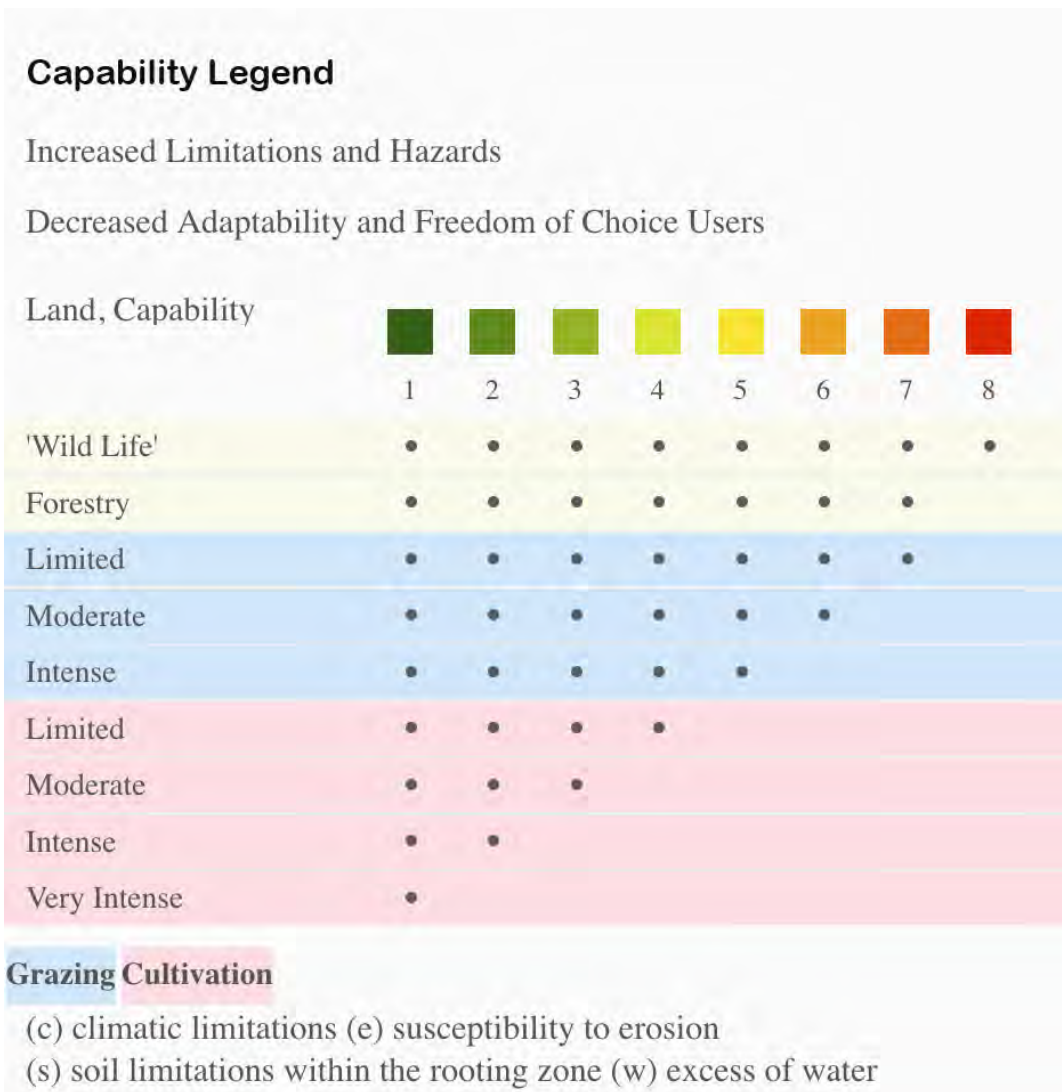 Capability Legend
Increased Limitations and Hazards
Decreased Adaptability and Freedom of Choice Users
Land, Capability
1 2 3 4 5 6 7 8
'Wild Life' • • • • • • • •
Forestry • • • • • • •
Limited • • • • • • •
Moderate • • • • • •
Intense • • • • •
Limited • • • •
Moderate • • •
Intense • •
Very Intense •
Grazing Cultivation
(c) climatic limitations (e) susceptibility to erosion
(s) soil limitations within the rooting zone (w) excess of water